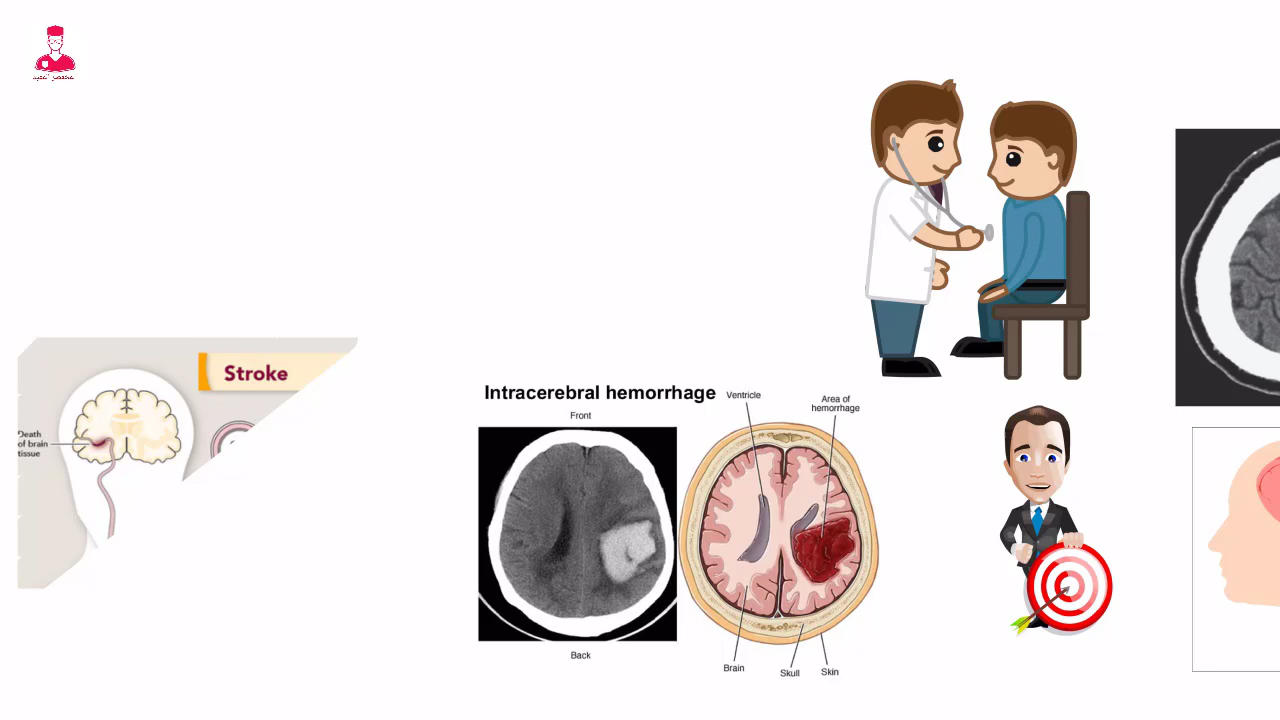 Stroke
Death
of brain
tissue
Intracerebral hemorrhage
Front
Back
Ventricle
Area of
hemorrhage
Brain
Skull
Skin